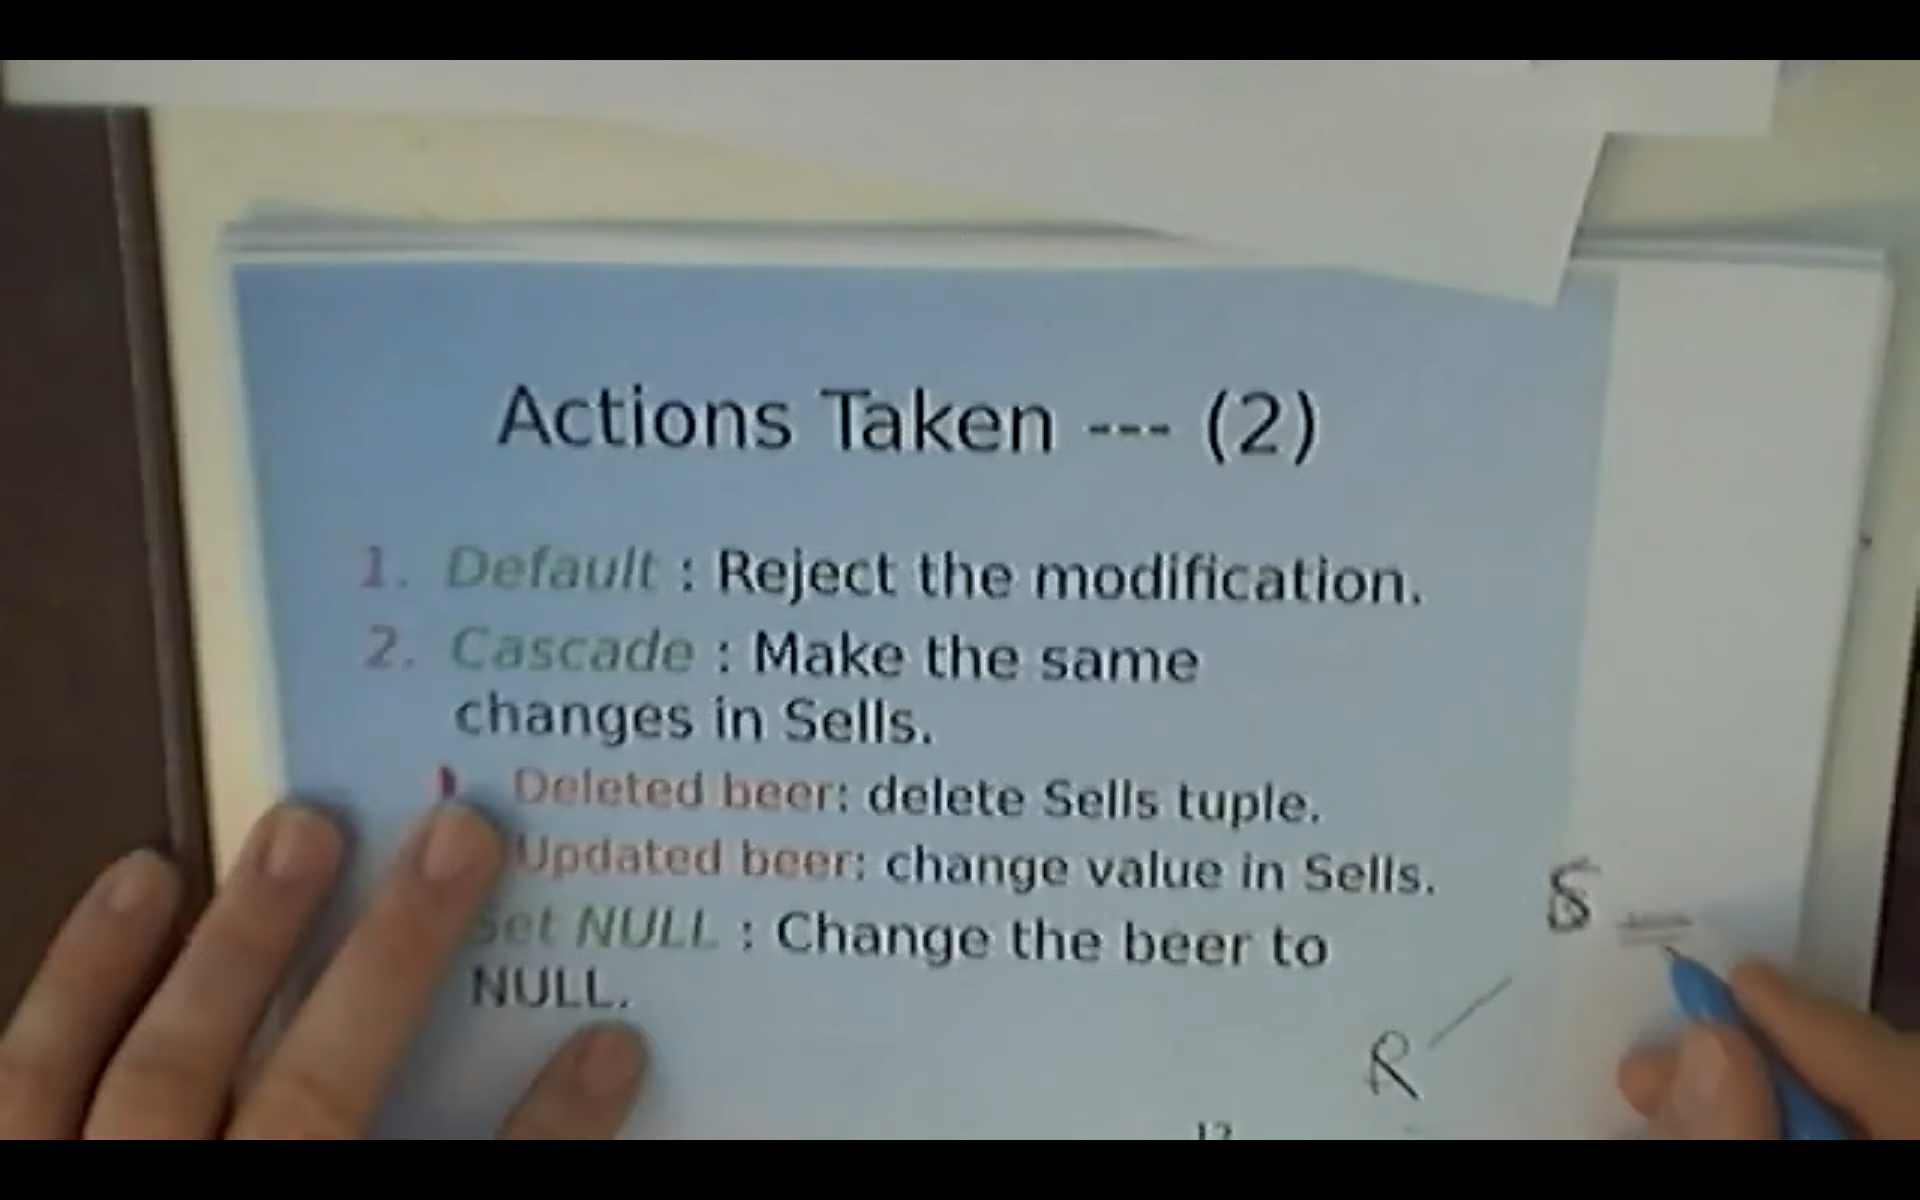 Actions Taken --- (2)
1. Default : Reject the modification.
2. Cascade : Make the same
changes in Sells.
Deleted beer: delete Sells tuple.
Updated beer: change value in Sells.
Set NULL : Change the beer to
NULL.
S
R
12